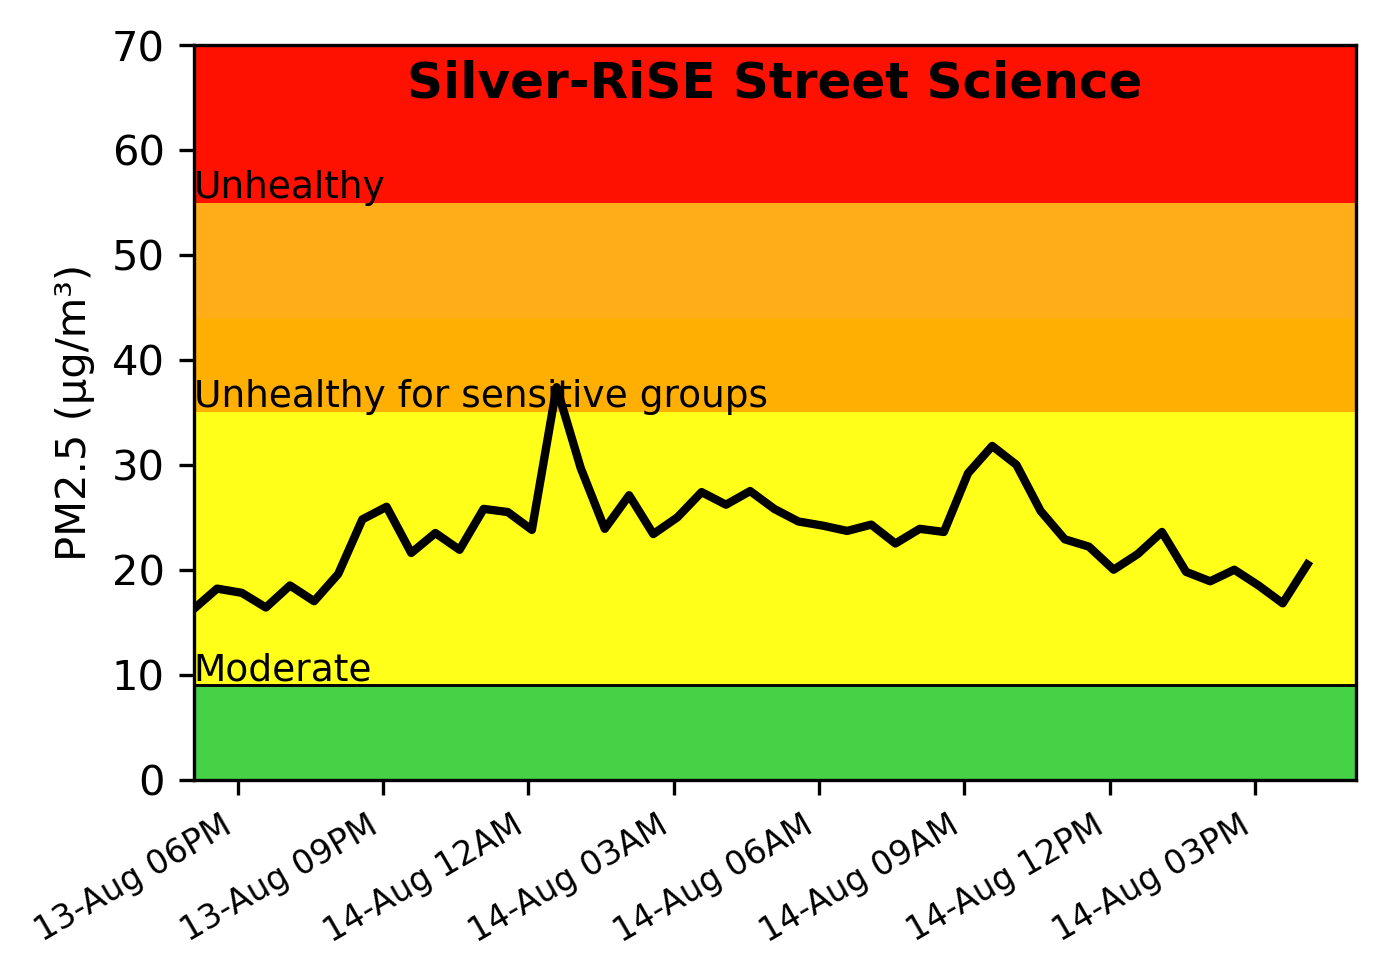 Silver-RiSE Street Science
70
60
Unhealthy
50
40
Unhealthy for sensitive groups
30
20
Moderate
10
0
PM2.5 (µg/m³)
13-Aug 06PM
13-Aug 09PM
14-Aug 12AM
14-Aug 03AM
14-Aug 06AM
14-Aug 09AM
14-Aug 12PM
14-Aug 03PM